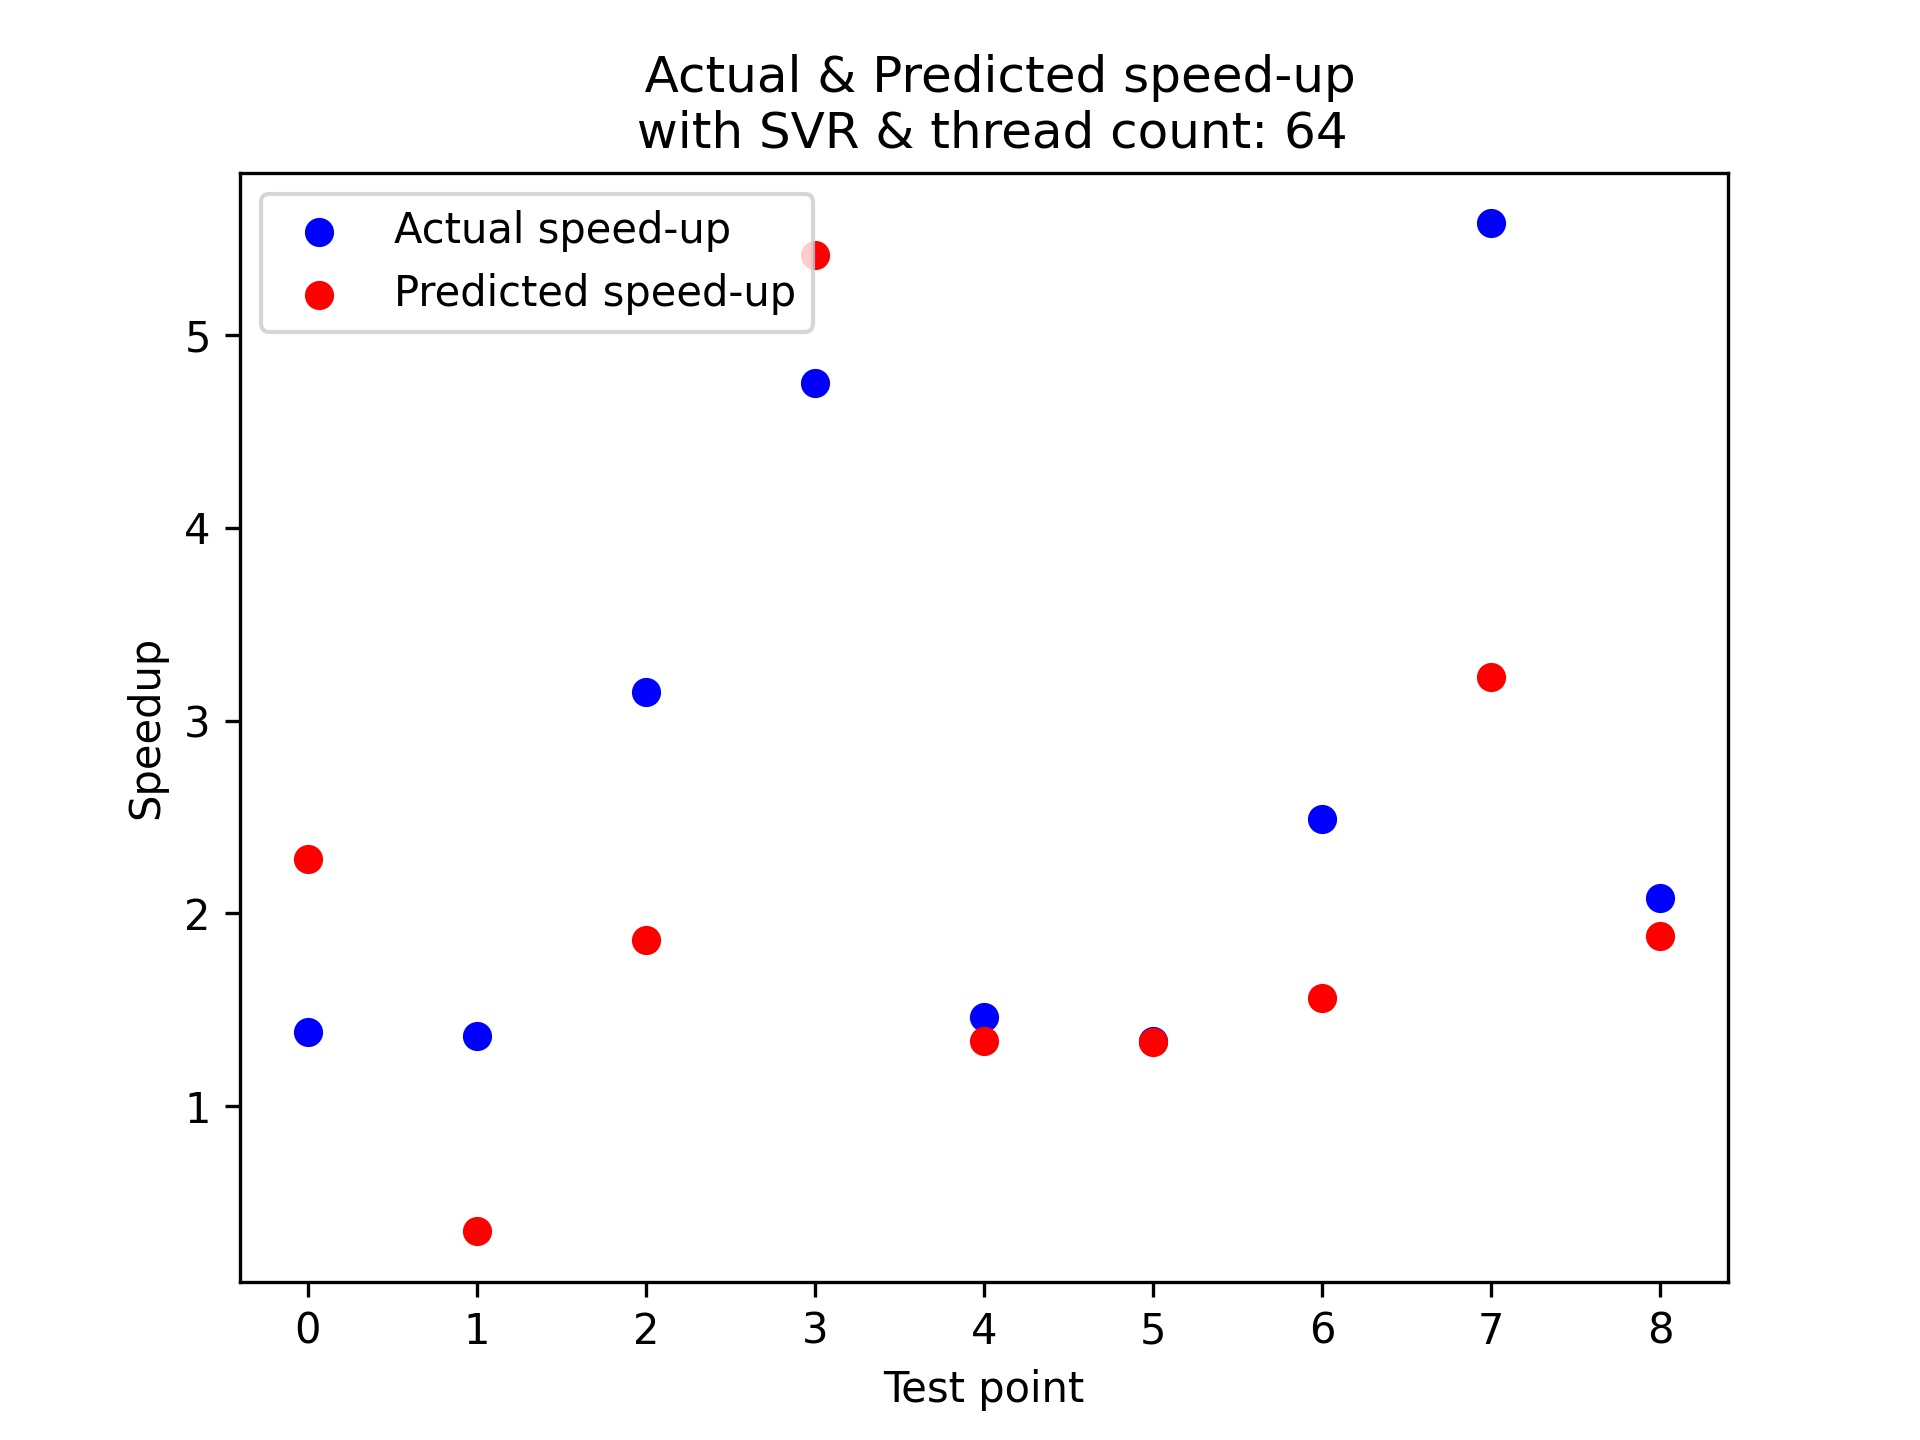 Actual & Predicted speed-up
with SVR & thread count: 64
Actual speed-up
Predicted speed-up
5
4
3
2
1
Speedup
0 1 2 3 4 5 6 7 8
Test point